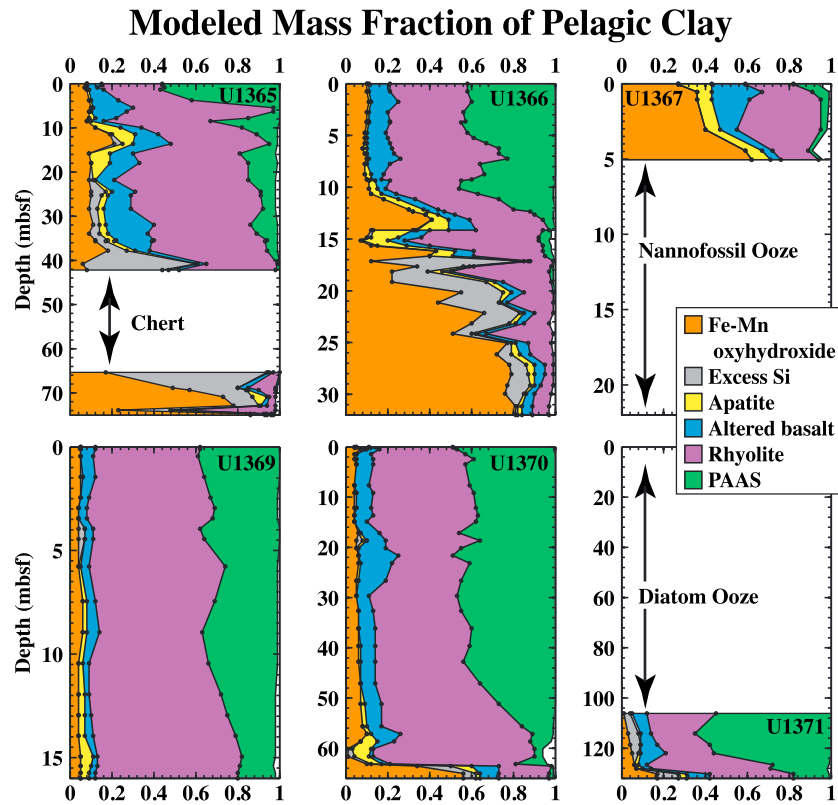 Modeled Mass Fraction of Pelagic Clay
0 0.2 0.4 0.6 0.8 1
0 0.2 0.4 0.6 0.8 1
0 0.2 0.4 0.6 0.8 1
Depth (mbsf)
0
10
20
30
40
50
60
70
U1365
Chert
0
5
10
15
20
25
30
U1366
0
5
10
15
20
U1367
Nannofossil Ooze
Fe-Mn
oxyhydroxide
Excess Si
Apatite
Altered basalt
Rhyolite
PAAS
Depth (mbsf)
0
5
10
15
U1369
0
10
20
30
40
50
60
U1370
0
20
40
60
80
100
120
Diatom Ooze
U1371
0 0.2 0.4 0.6 0.8 1
0 0.2 0.4 0.6 0.8 1
0 0.2 0.4 0.6 0.8 1